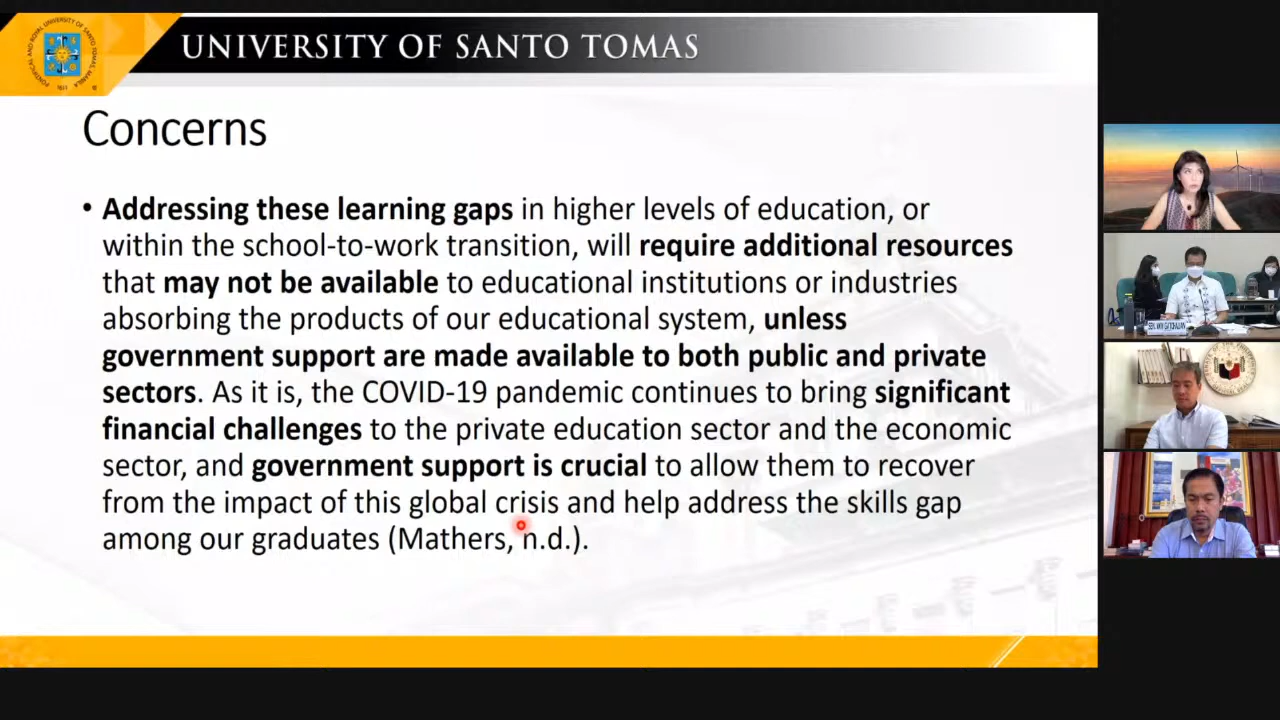 UNIVERSITY OF SANTO TOMAS
Concerns
• Addressing these learning gaps in higher levels of education, or
within the school-to-work transition, will require additional resources
that may not be available to educational institutions or industries
absorbing the products of our educational system, unless
government support are made available to both public and private
sectors. As it is, the COVID-19 pandemic continues to bring significant
financial challenges to the private education sector and the economic
sector, and government support is crucial to allow them to recover
from the impact of this global crisis and help address the skills gap
among our graduates (Mathers, n.d.).
SEN. WIN GATCHALIAN